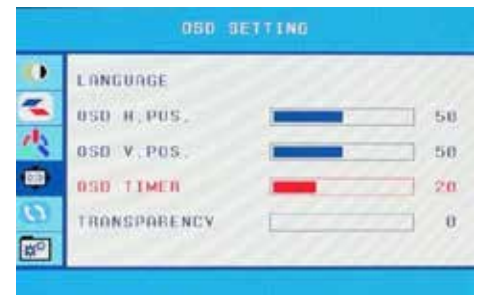 OSD SETTING
LANGUAGE
OSD H.POS. 50
OSD V.POS. 50
OSD TIMER 20
TRANSPARENCY 0